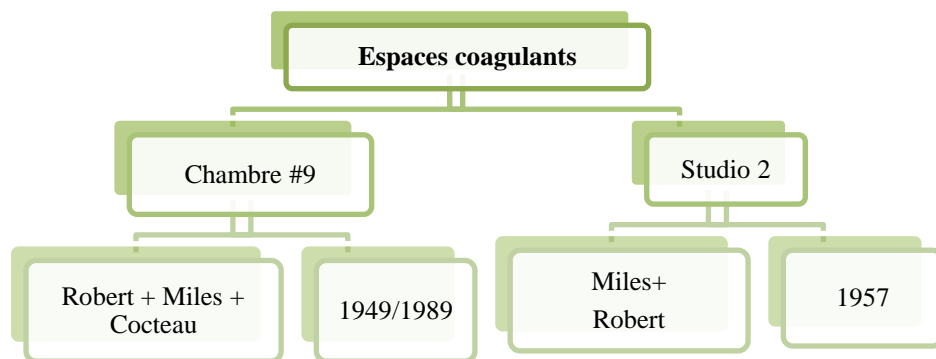 Espaces coagulants
Chambre #9
Studio 2
Robert + Miles +
Cocteau
1949/1989
Miles+
Robert
1957